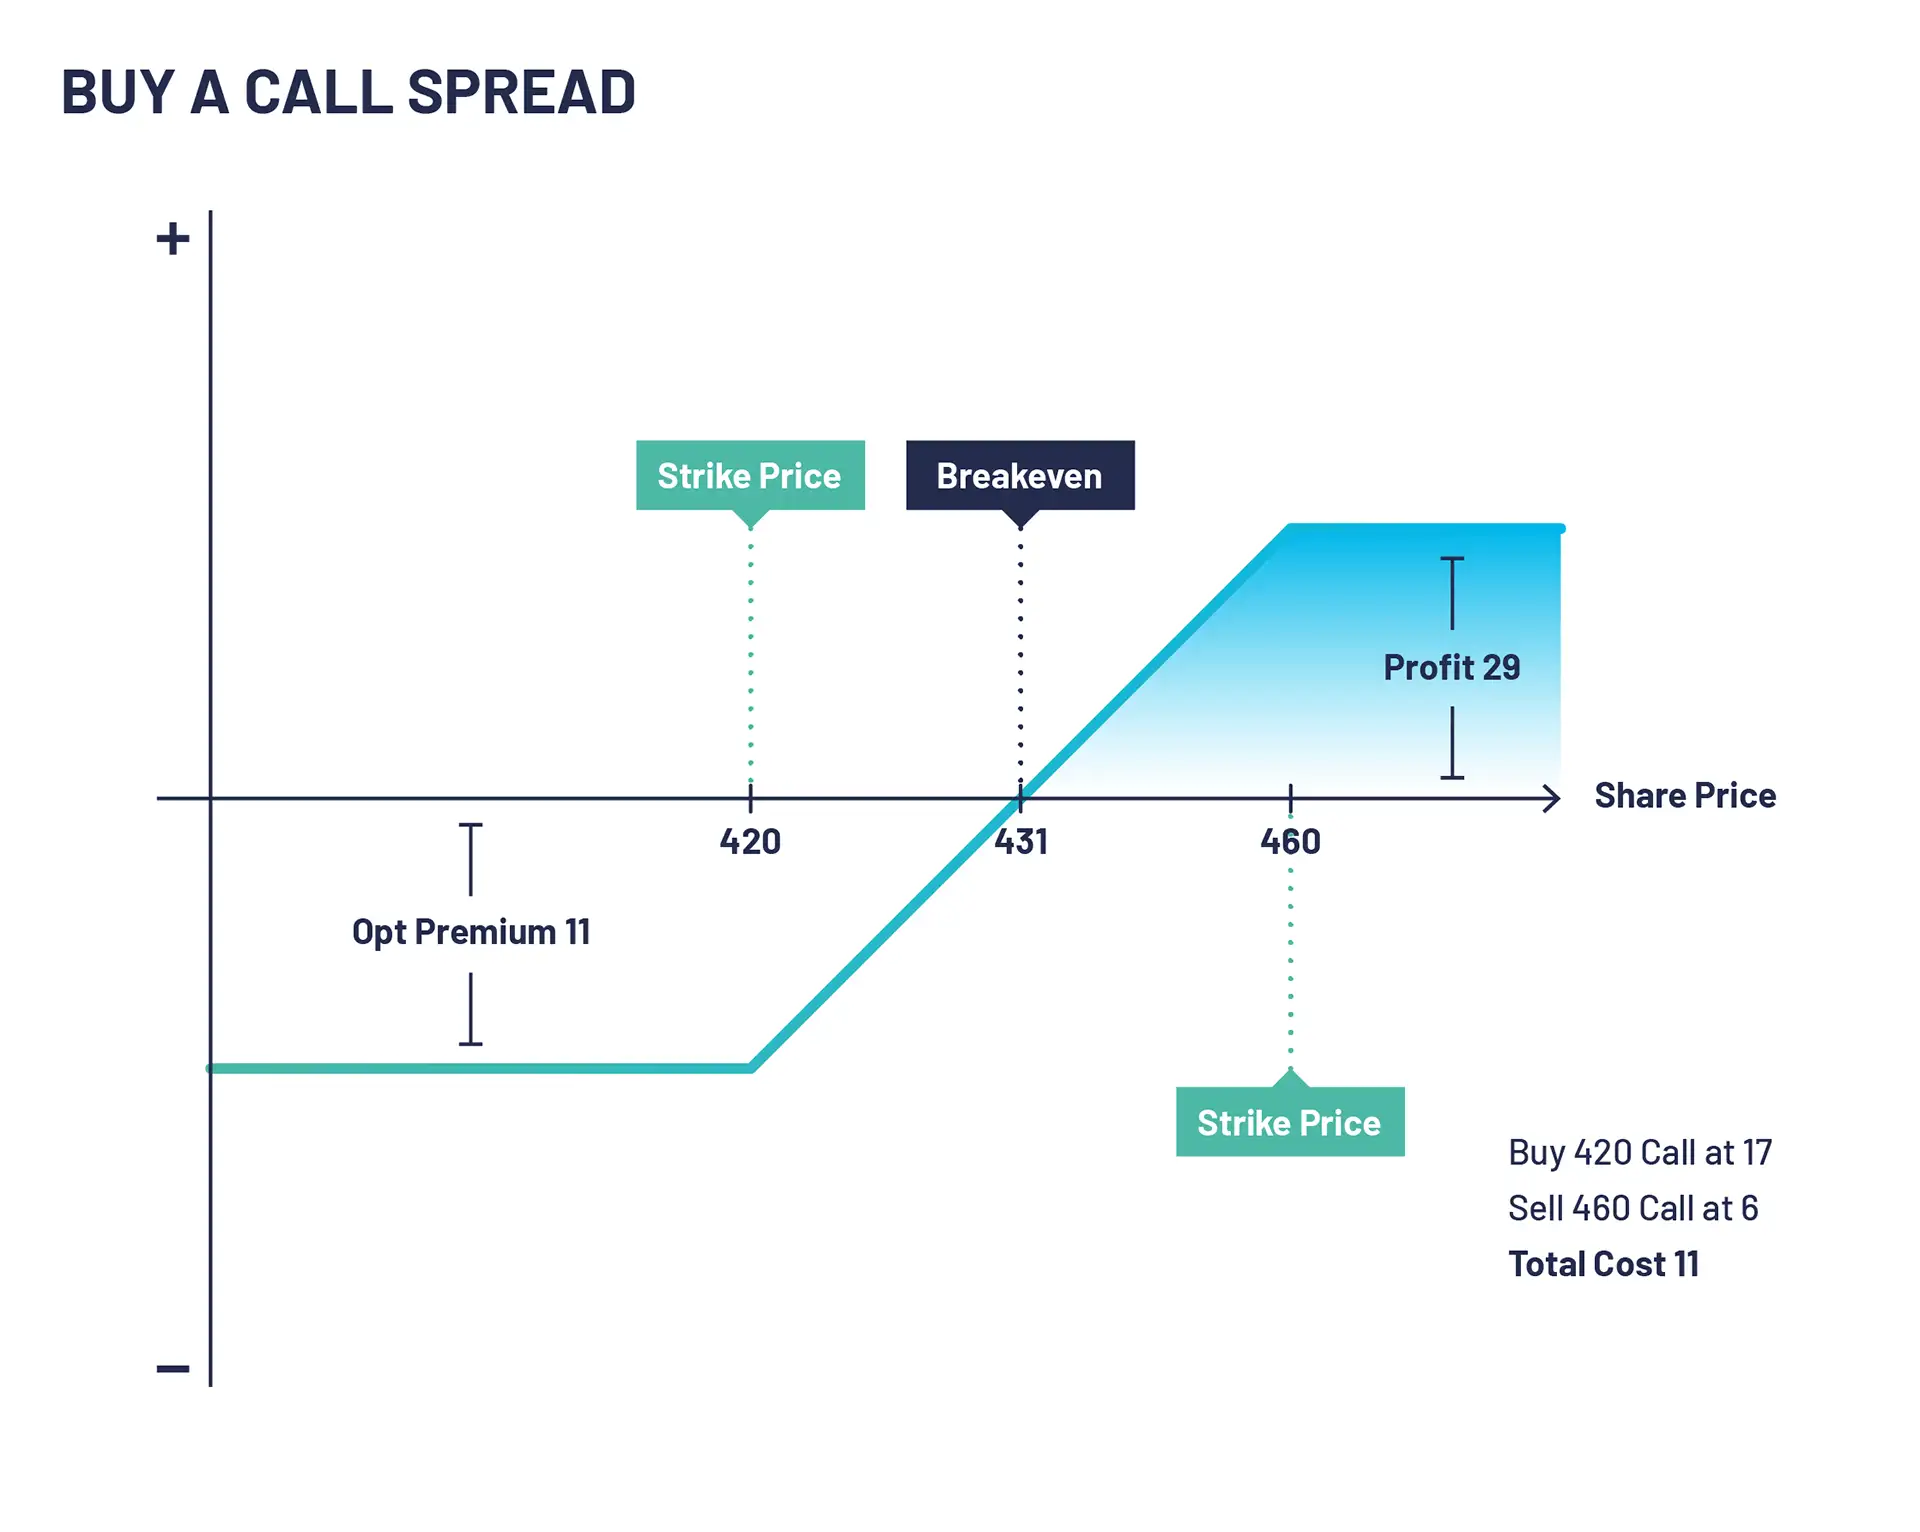 BUY A CALL SPREAD
+
Strike Price
Breakeven
Profit 29
Share Price
420
431
460
Opt Premium 11
Strike Price
Buy 420 Call at 17
Sell 460 Call at 6
Total Cost 11
−